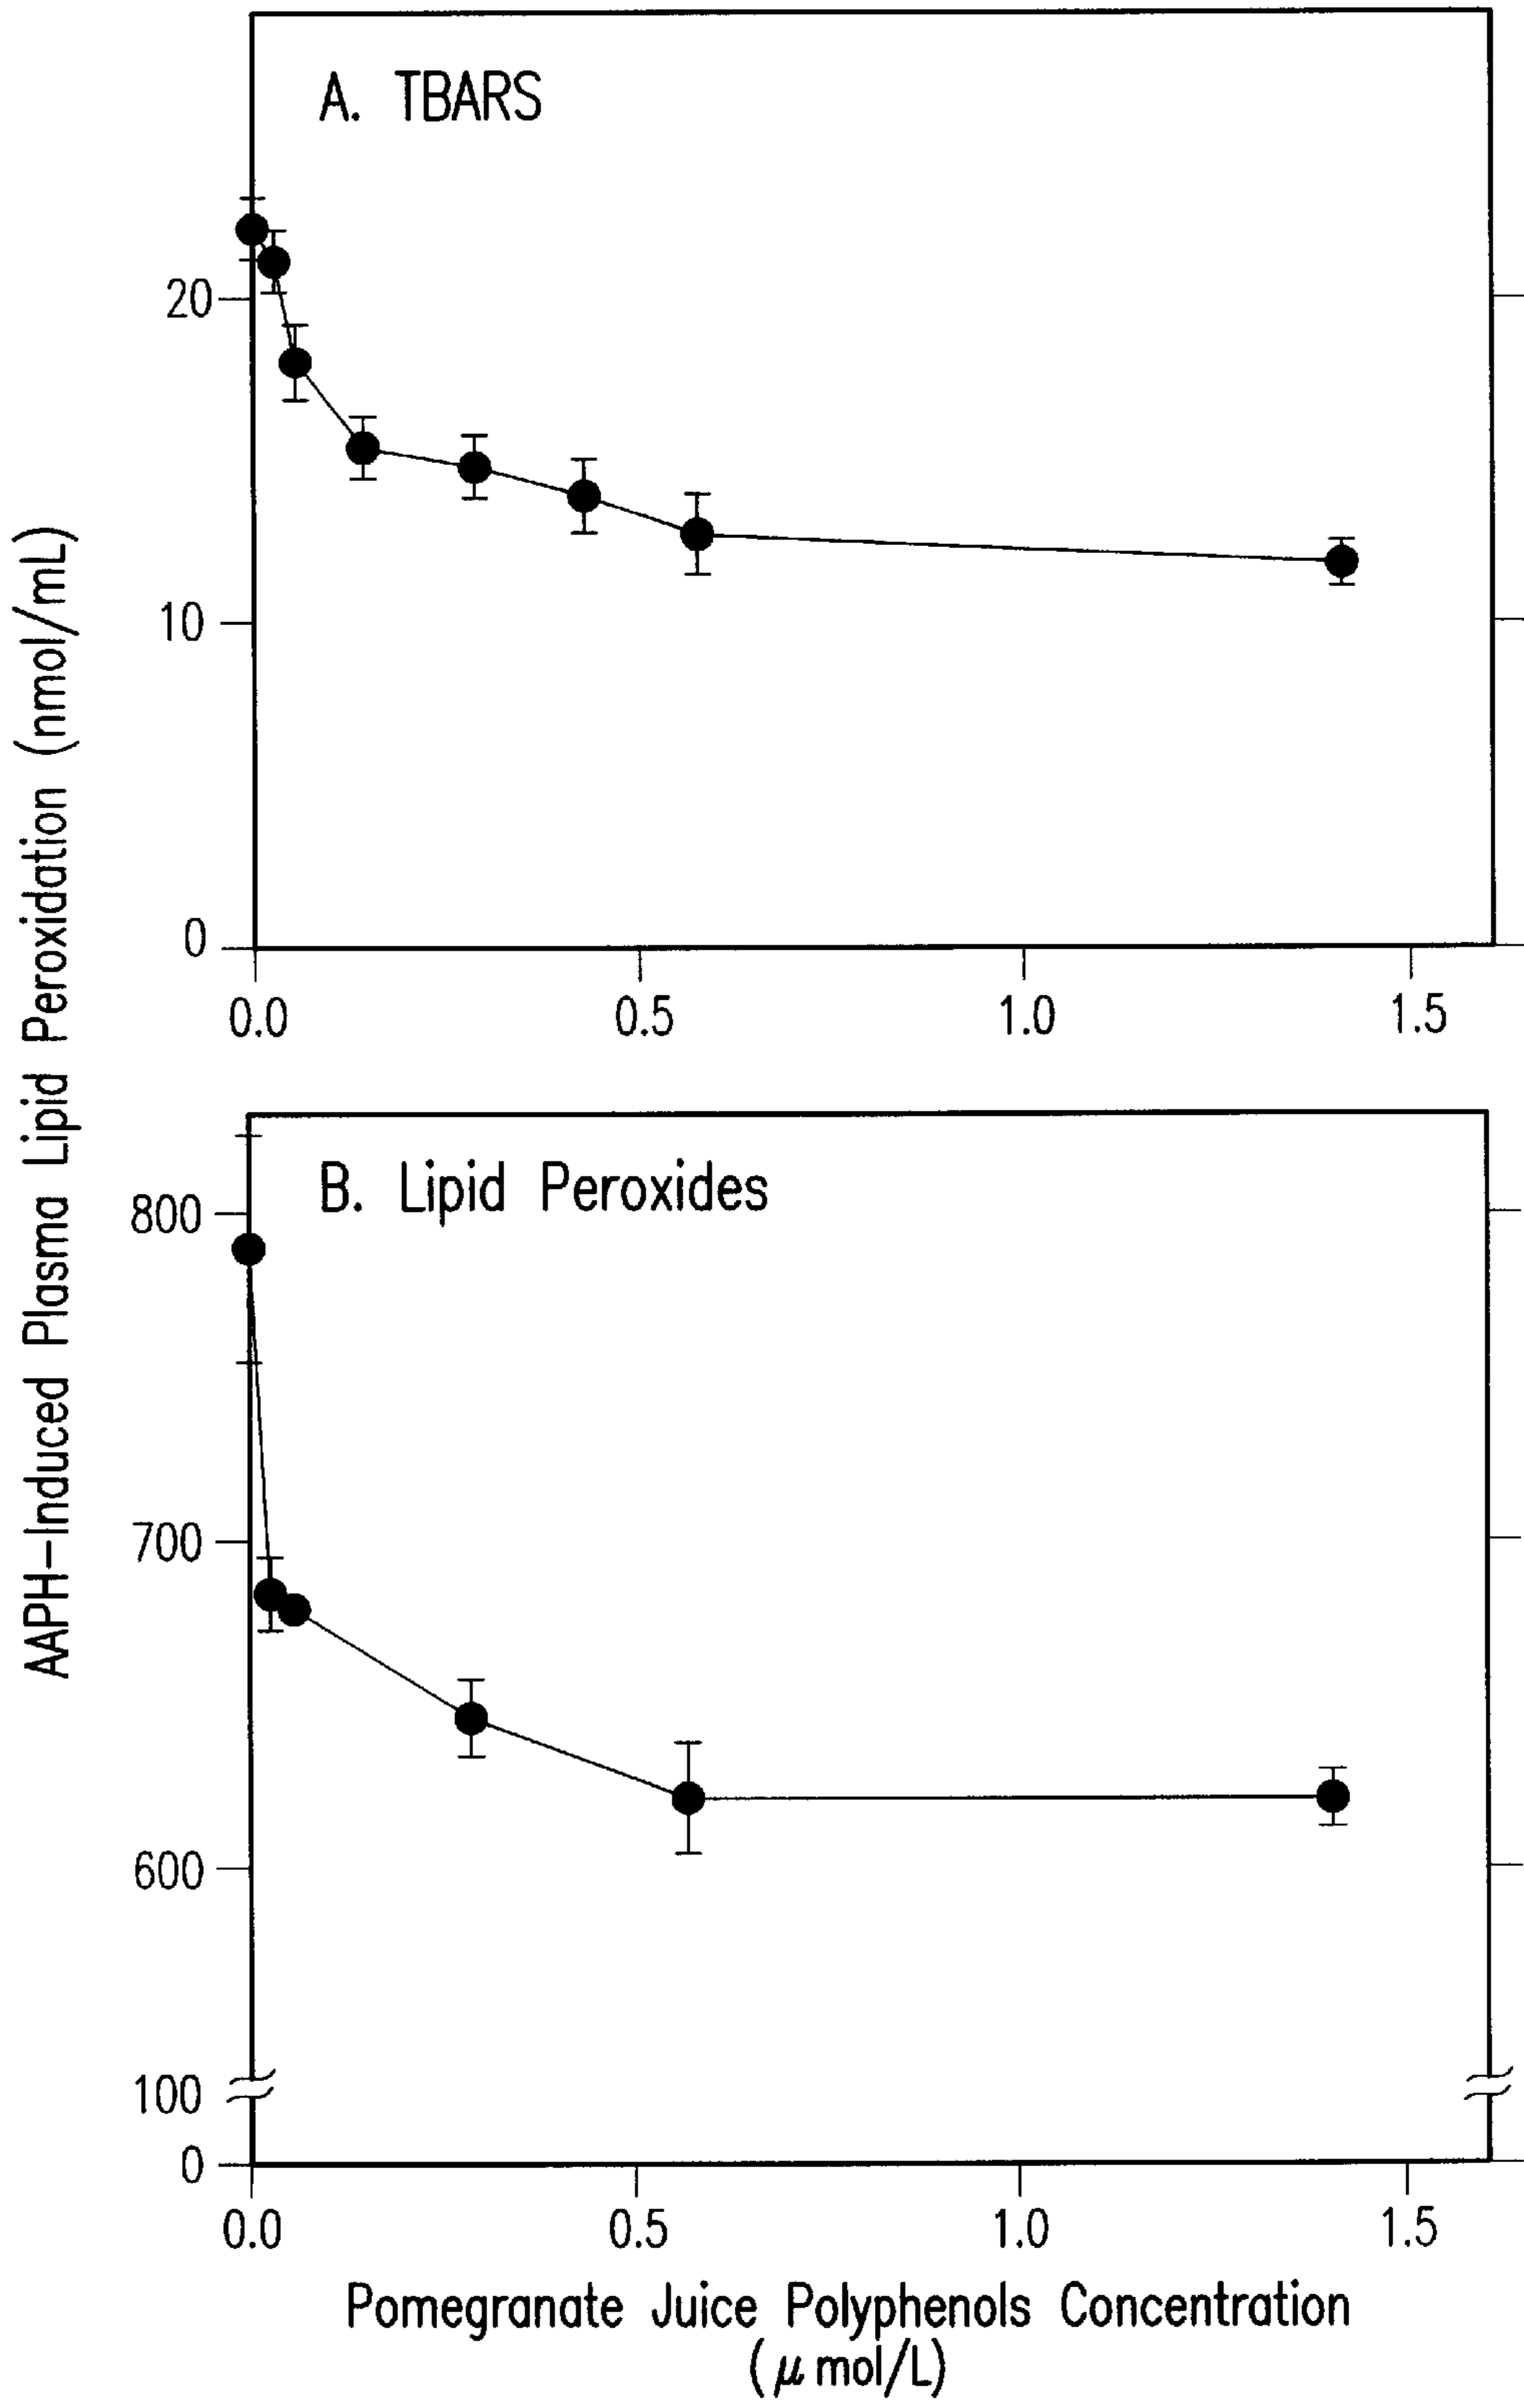 AAPH-Induced Plasma Lipid Peroxidation (nmol/mL)
A. TBARS
20
10
0
0.0 0.5 1.0 1.5
B. Lipid Peroxides
800
700
600
100
0
0.0 0.5 1.0 1.5
Pomegranate Juice Polyphenols Concentration
(μ mol/L)